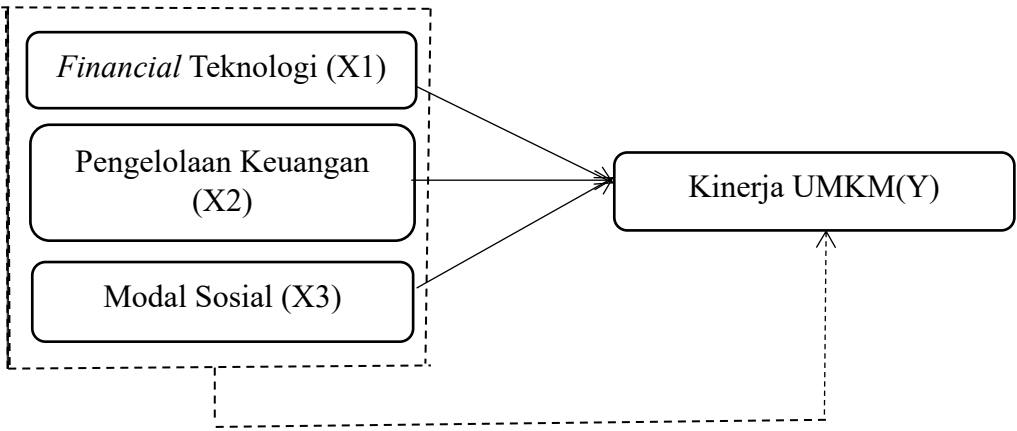 Financial Teknologi (X1)
Pengelolaan Keuangan
(X2)
Kinerja UMKM(Y)
Modal Sosial (X3)